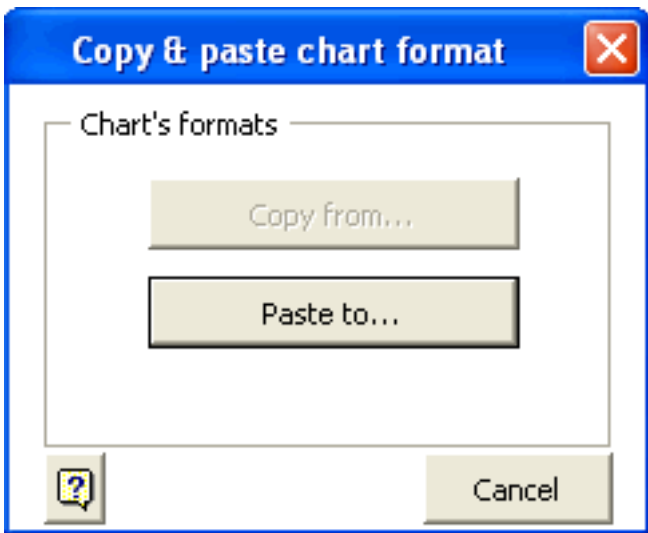 Copy & paste chart format
Chart's formats
Copy from...
Paste to...
?
Cancel